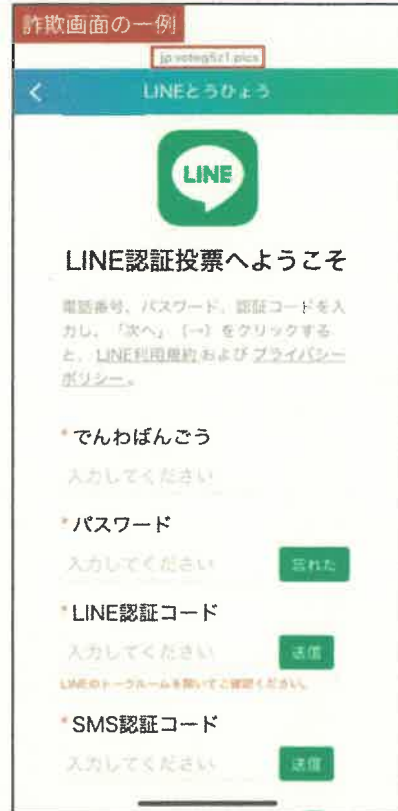 詐欺画面の一例
LINEとうひょう
LINE
LINE認証投票へようこそ
電話番号、パスワード、認証コードを入
力し、「次へ」(→)をクリックする
と、LINE利用規約 および プライバシー
ポリシー。
*でんわばんごう
入力してください
*パスワード
入力してください
忘れた
*LINE認証コード
入力してください
送信
LINEのトークルームを開いてご確認ください。
*SMS認証コード
入力してください
送信